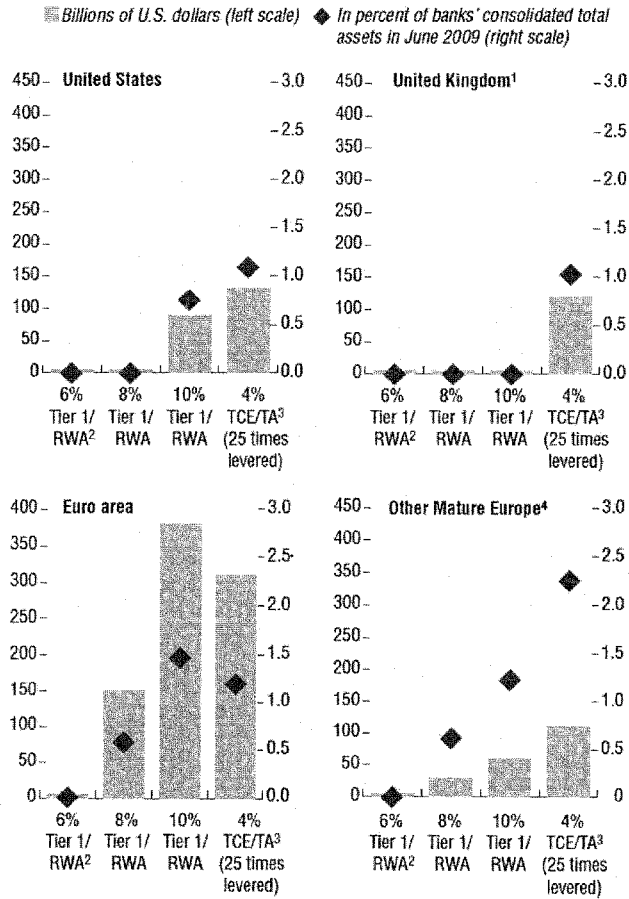 Billions of U.S. dollars (left scale)
In percent of banks' consolidated total
assets in June 2009 (right scale)
United States
450
400
350
300
250
200
150
100
50
0
3.0
2.5
2.0
1.5
1.0
0.5
0.0
6%
Tier 1/
RWA²
8%
Tier 1/
RWA
10%
Tier 1/
RWA
4%
TCE/TA³
(25 times
levered)
United Kingdom¹
450
400
350
300
250
200
150
100
50
0
3.0
2.5
2.0
1.5
1.0
0.5
0.0
6%
Tier 1/
RWA²
8%
Tier 1/
RWA
10%
Tier 1/
RWA
4%
TCE/TA³
(25 times
levered)
Euro area
400
350
300
250
200
150
100
50
0
3.0
2.5
2.0
1.5
1.0
0.5
0.0
6%
Tier 1/
RWA²
8%
Tier 1/
RWA
10%
Tier 1/
RWA
4%
TCE/TA³
(25 times
levered)
Other Mature Europe⁴
450
400
350
300
250
200
150
100
50
0
3.0
2.5
2.0
1.5
1.0
0.5
0
6%
Tier 1/
RWA²
8%
Tier 1/
RWA
10%
Tier 1/
RWA
4%
TCE/TA³
(25 times
levered)